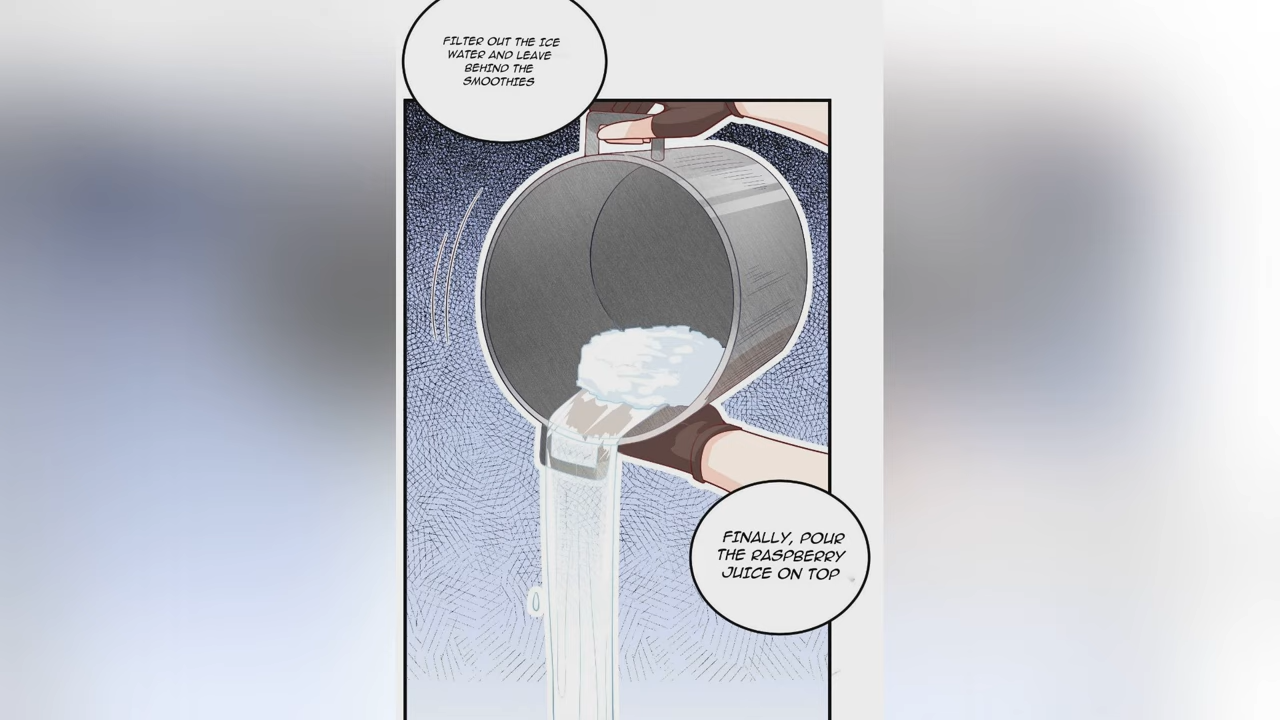 FILTER OUT THE ICE
WATER AND LEAVE
BEHIND THE
SMOOTHIES
FINALLY, POUR
THE RASPBERRY
JUICE ON TOP